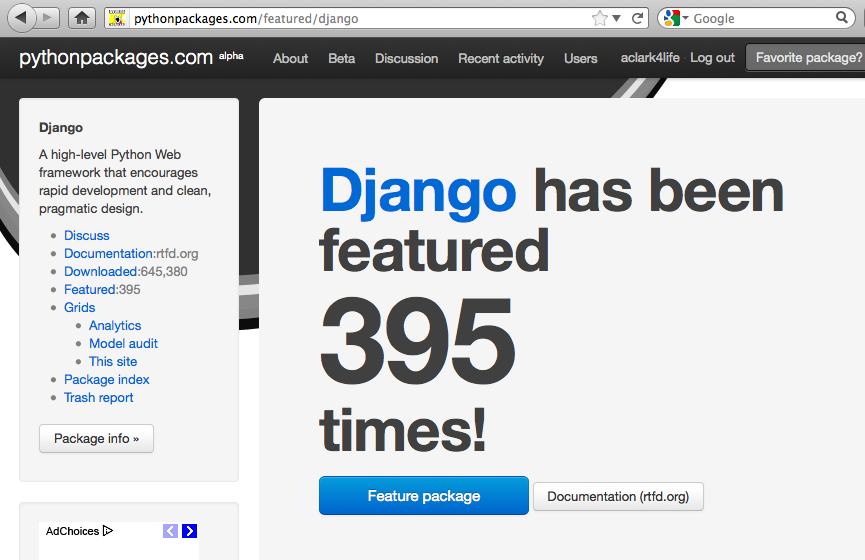 pythonpackages.com/featured/django
Google
pythonpackages.com alpha
About
Beta
Discussion
Recent activity
Users
aclark4life
Log out
Favorite package?
Django
A high-level Python Web
framework that encourages
rapid development and clean,
pragmatic design.
Discuss
Documentation:rtfd.org
Downloaded:645,380
Featured:395
Grids
Analytics
Model audit
This site
Package index
Trash report
Package info »
AdChoices
Django has been
featured
395
times!
Feature package
Documentation (rtfd.org)